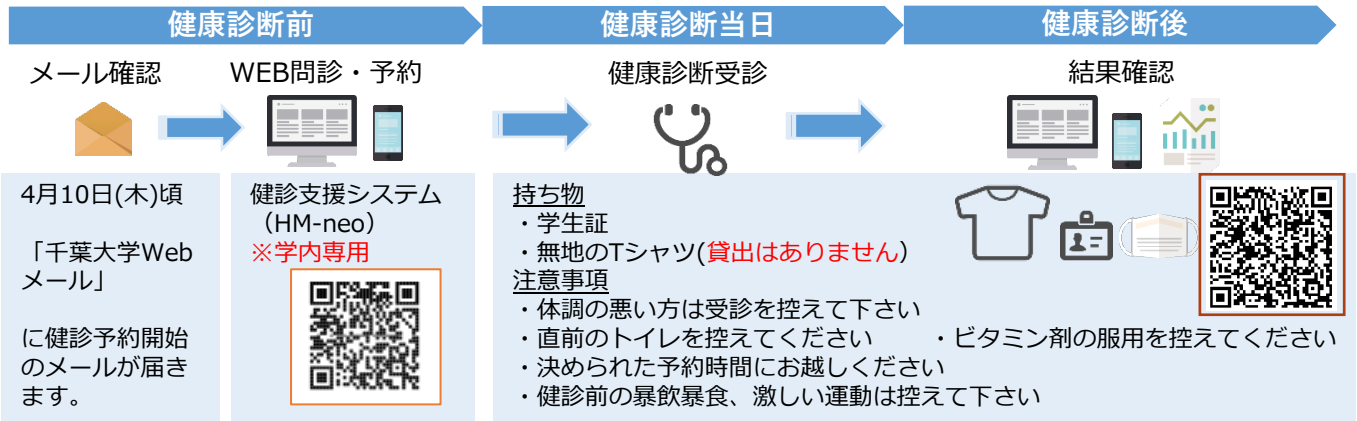 健康診断前
健康診断当日
健康診断後
メール確認
WEB問診・予約
健康診断受診
結果確認
4月10日(木)頃
「千葉大学Web
メール」
に健診予約開始
のメールが届き
ます。
健診支援システム
（HM-neo）
※学内専用
持ち物
・学生証
・無地のTシャツ(貸出はありません）
注意事項
・体調の悪い方は受診を控えて下さい
・直前のトイレを控えてください　　・ビタミン剤の服用を控えてください
・決められた予約時間にお越しください
・健診前の暴飲暴食、激しい運動は控えて下さい